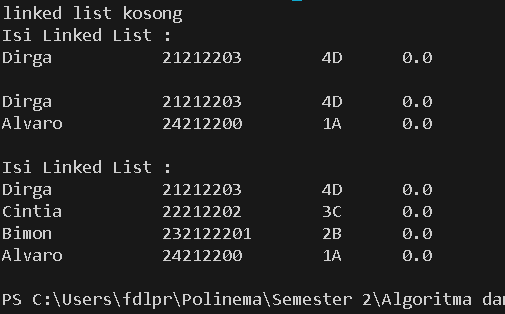 linked list kosong
Isi Linked List :
Dirga 21212203 4D 0.0
Dirga 21212203 4D 0.0
Alvaro 24212200 1A 0.0
Isi Linked List :
Dirga 21212203 4D 0.0
Cintia 22212202 3C 0.0
Bimon 232122201 2B 0.0
Alvaro 24212200 1A 0.0
PS C:\Users\fdlpr\Polinema\Semester 2\Algoritma dan